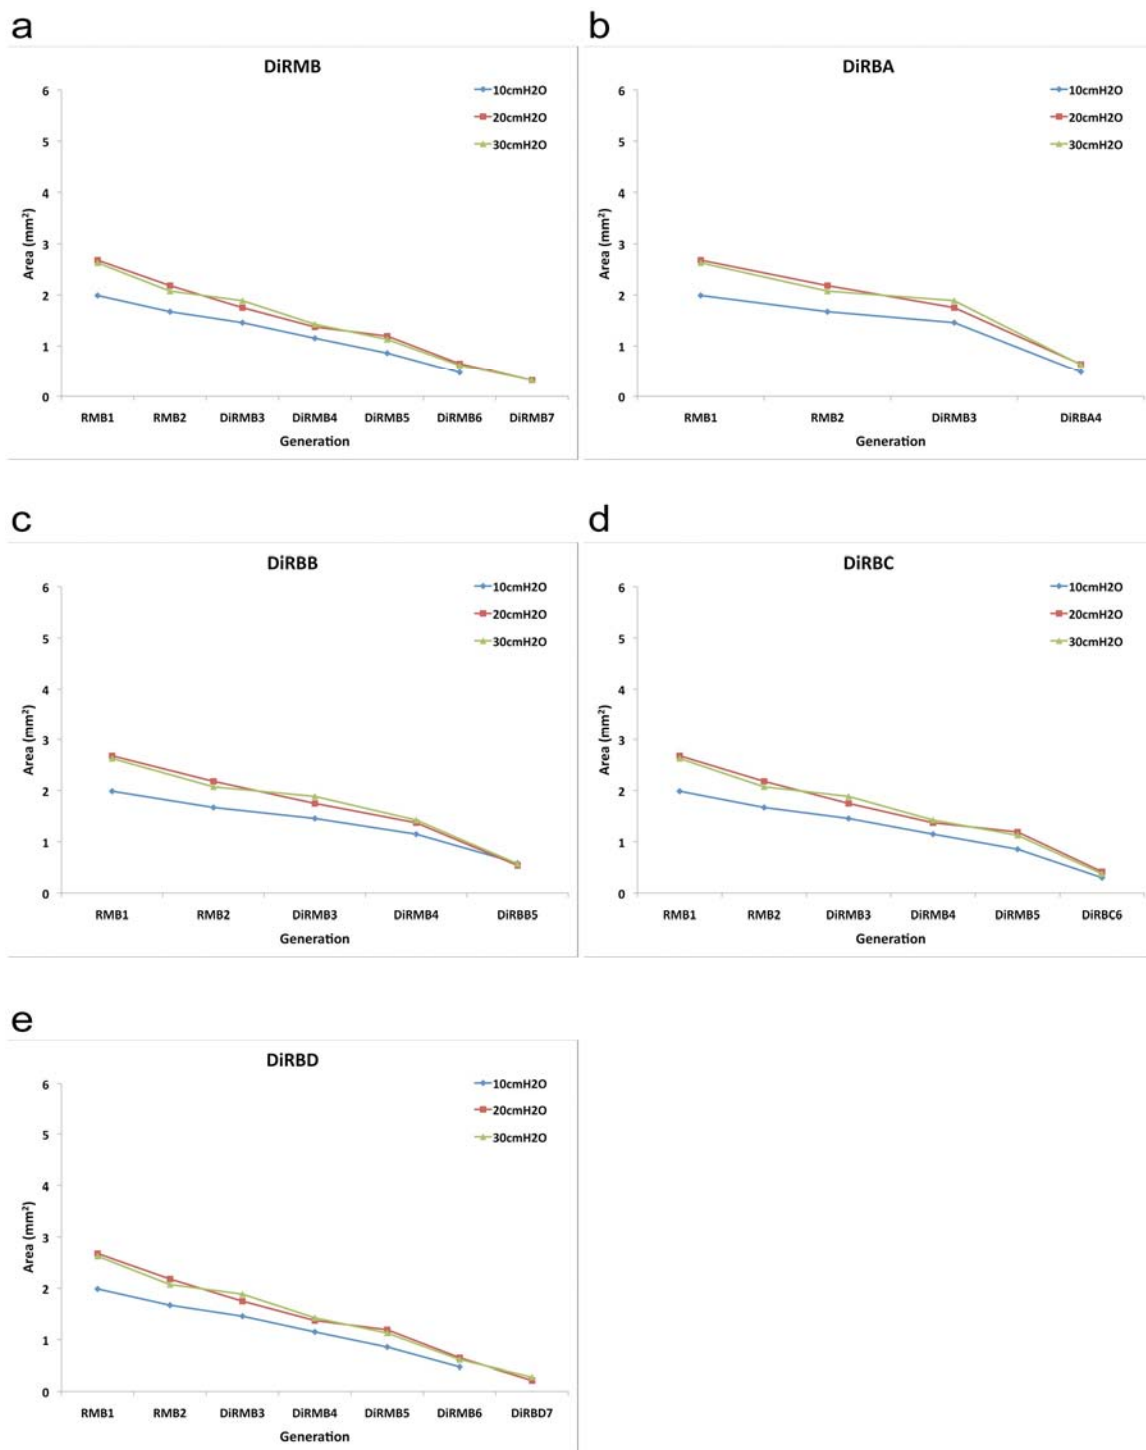 a
DiRMB
10cmH2O
20cmH2O
30cmH2O
6
5
4
3
2
1
0
Area (mm²)
RMB1 RMB2 DiRMB3 DiRMB4 DiRMB5 DiRMB6 DiRMB7
Generation
b
DiRBA
10cmH2O
20cmH2O
30cmH2O
6
5
4
3
2
1
0
Area (mm²)
RMB1 RMB2 DiRMB3 DiRBA4
Generation
c
DiRBB
10cmH2O
20cmH2O
30cmH2O
6
5
4
3
2
1
0
Area (mm²)
RMB1 RMB2 DiRMB3 DiRMB4 DiRBB5
Generation
d
DiRBC
10cmH2O
20cmH2O
30cmH2O
6
5
4
3
2
1
0
Area (mm²)
RMB1 RMB2 DiRMB3 DiRMB4 DiRMB5 DiRBC6
Generation
e
DiRBD
10cmH2O
20cmH2O
30cmH2O
6
5
4
3
2
1
0
Area (mm²)
RMB1 RMB2 DiRMB3 DiRMB4 DiRMB5 DiRMB6 DiRBD7
Generation